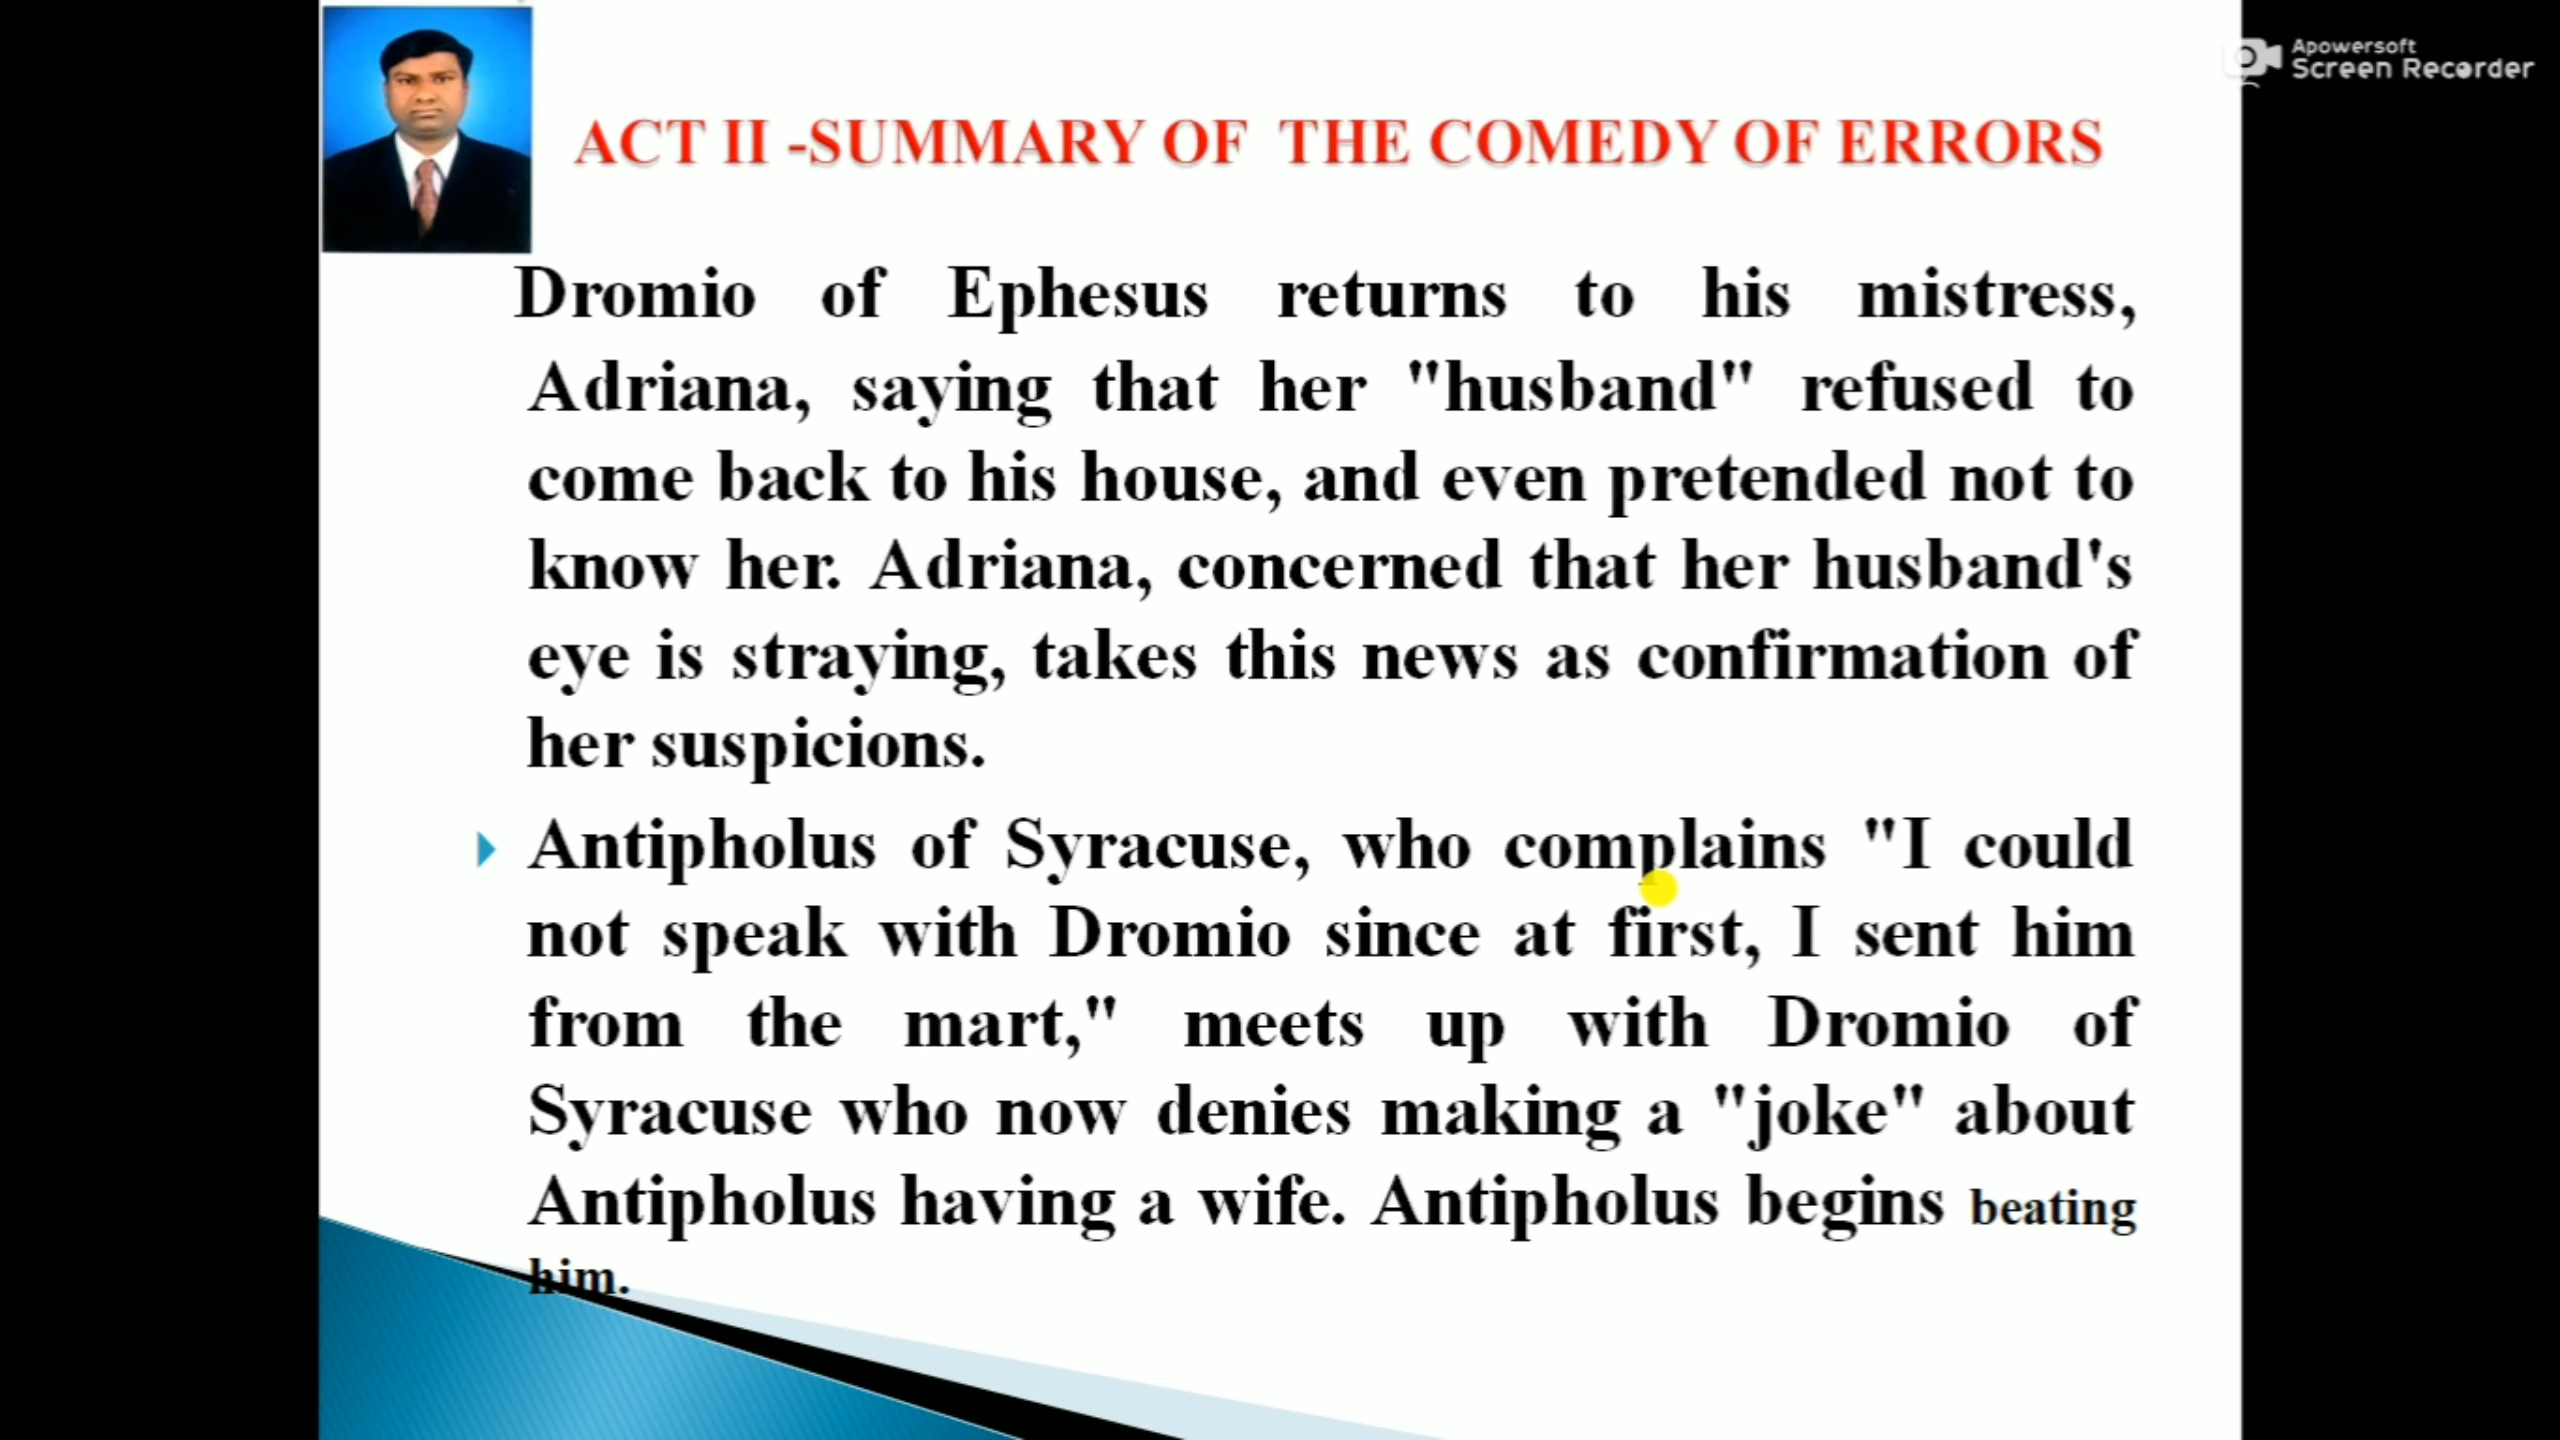 Apowersoft
Screen Recorder
ACT II -SUMMARY OF THE COMEDY OF ERRORS
Dromio of Ephesus returns to his mistress,
Adriana, saying that her "husband" refused to
come back to his house, and even pretended not to
know her. Adriana, concerned that her husband's
eye is straying, takes this news as confirmation of
her suspicions.
Antipholus of Syracuse, who complains "I could
not speak with Dromio since at first, I sent him
from the mart," meets up with Dromio of
Syracuse who now denies making a "joke" about
Antipholus having a wife. Antipholus begins beating
him.